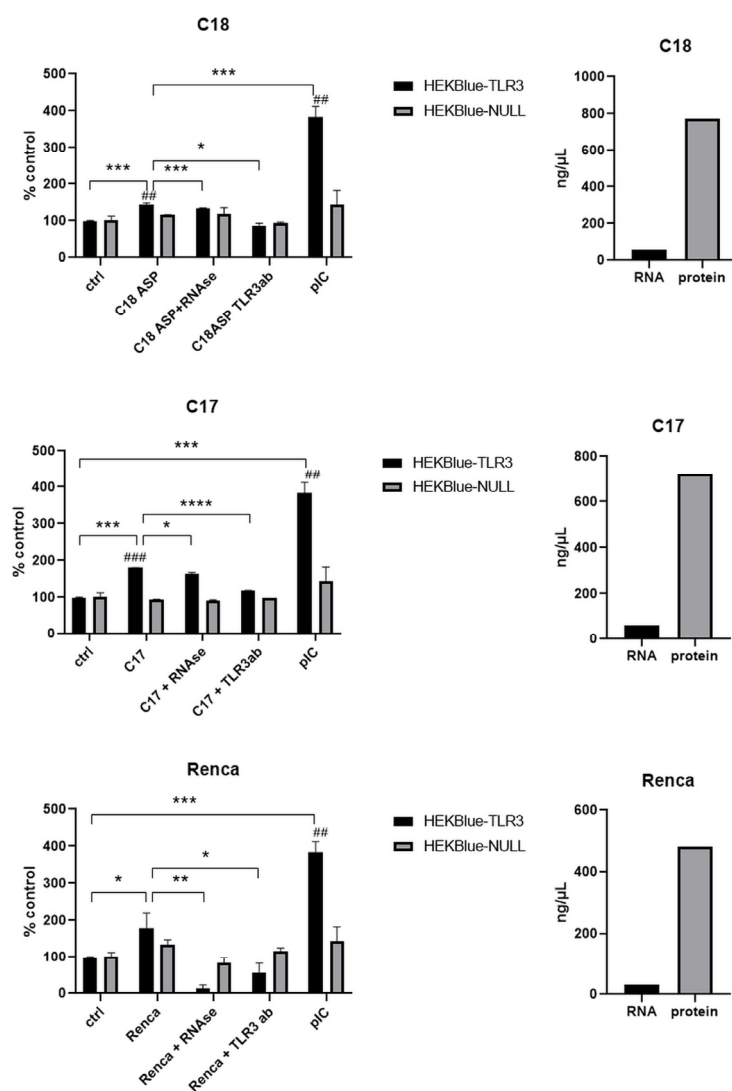 C18
500
400
300
200
100
0
% control
***
*
***
***
##
##
ctrl
C18 ASP
C18 ASP+RNAse
C18ASP TLR3ab
pIC
HEKBlue-TLR3
HEKBlue-NULL
C18
1000
800
600
400
200
0
ng/µL
RNA
protein
C17
500
400
300
200
100
0
% control
***
****
***
*
###
##
ctrl
C17
C17 + RNAse
C17 + TLR3ab
pIC
HEKBlue-TLR3
HEKBlue-NULL
C17
800
600
400
200
0
ng/µL
RNA
protein
Renca
500
400
300
200
100
0
% control
***
*
*
**
##
ctrl
Renca
Renca + RNAse
Renca + TLR3 ab
pIC
HEKBlue-TLR3
HEKBlue-NULL
Renca
600
400
200
0
ng/µL
RNA
protein